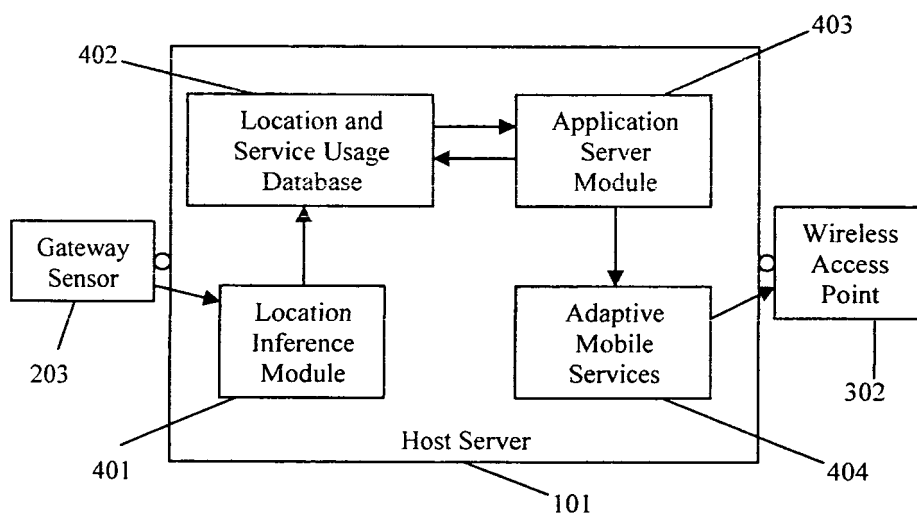 402
403
Location and
Service Usage
Database
Application
Server
Module
Gateway
Sensor
Wireless
Access
Point
Location
Inference
Module
Adaptive
Mobile
Services
203
302
Host Server
401
404
101